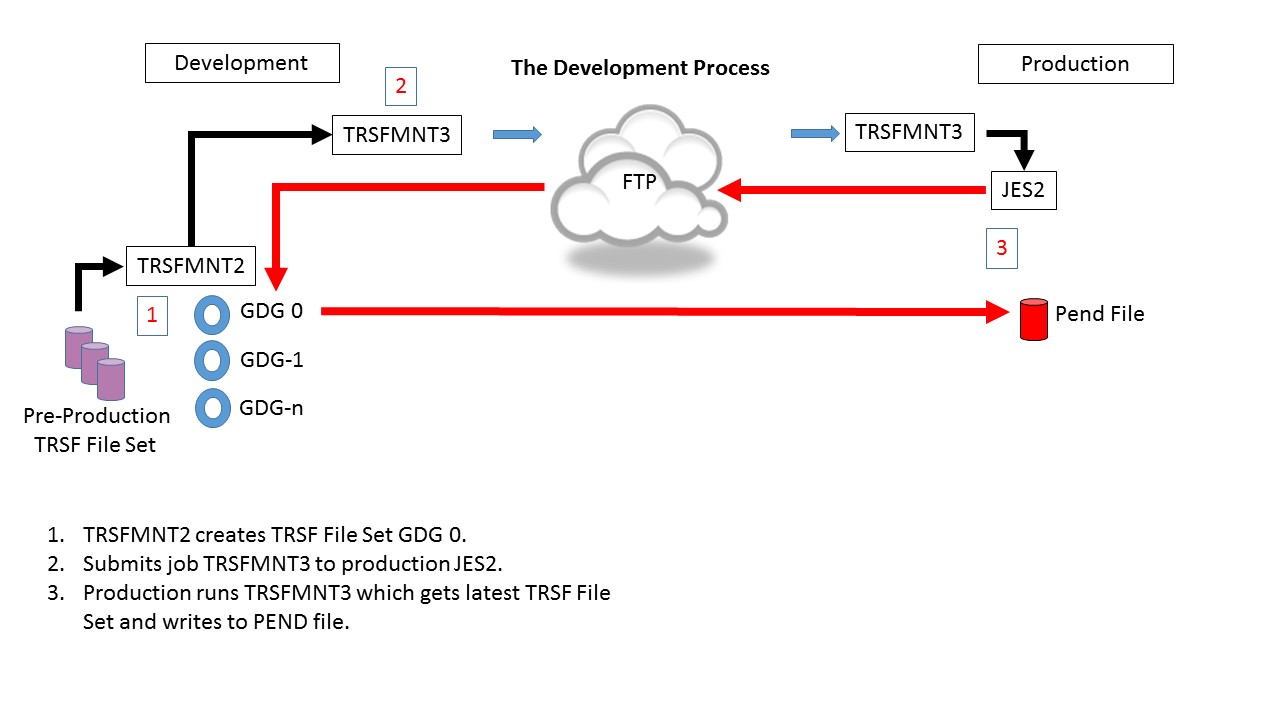 The Development Process
Development
Production
2
TRSFMNT3
TRSFMNT3
FTP
JES2
3
TRSFMNT2
1
GDG 0
Pend File
GDG-1
GDG-n
Pre-Production
TRSF File Set
1. TRSFMNT2 creates TRSF File Set GDG 0.
2. Submits job TRSFMNT3 to production JES2.
3. Production runs TRSFMNT3 which gets latest TRSF File
Set and writes to PEND file.